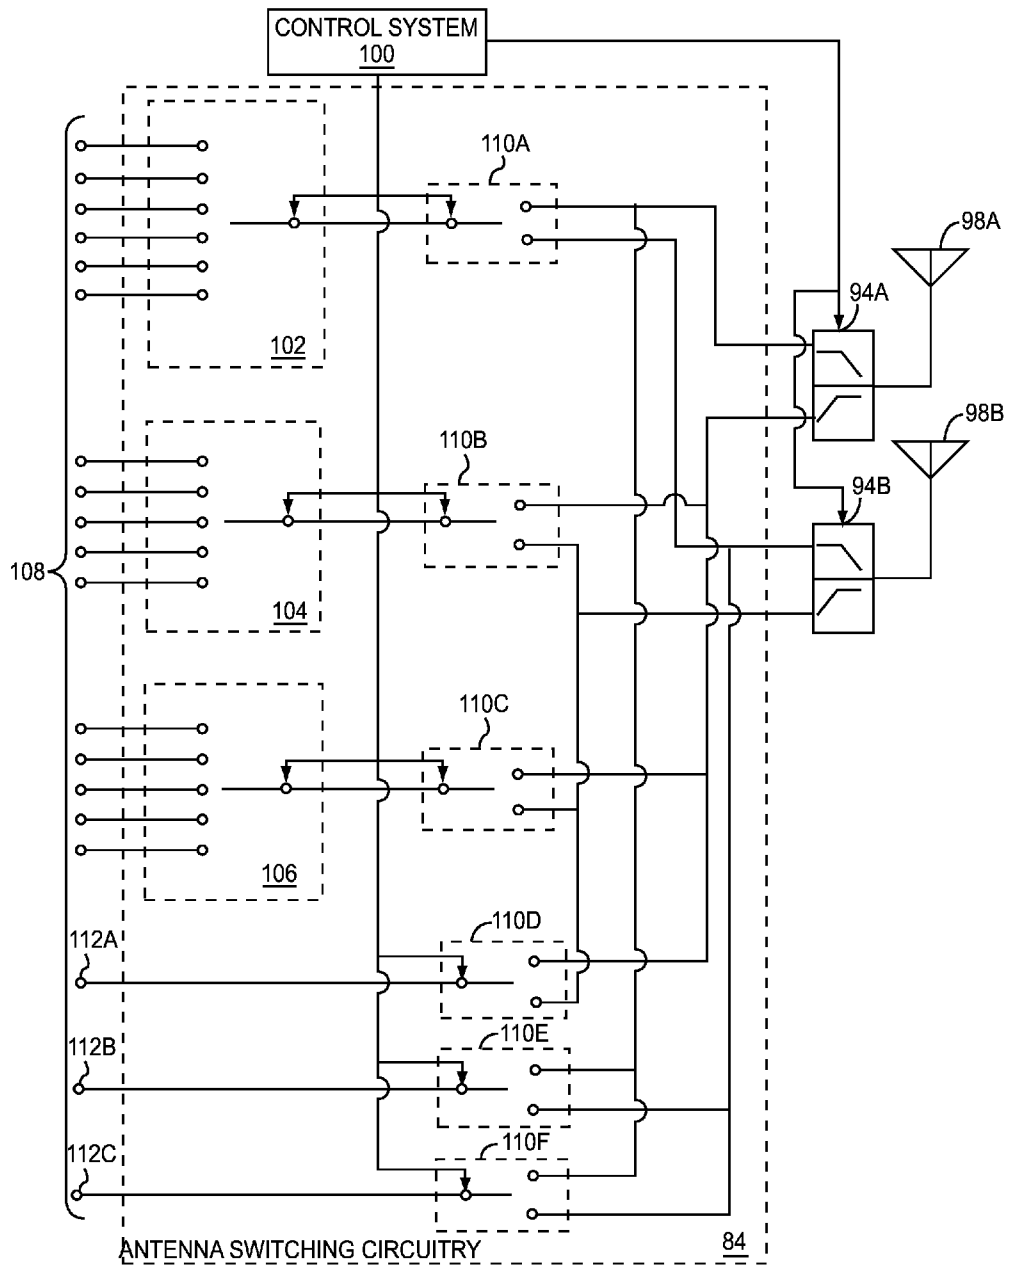 CONTROL SYSTEM
100
110A
98A
94A
102
98B
110B
94B
108
104
110C
106
110D
112A
110E
112B
110F
112C
ANTENNA SWITCHING CIRCUITRY
84